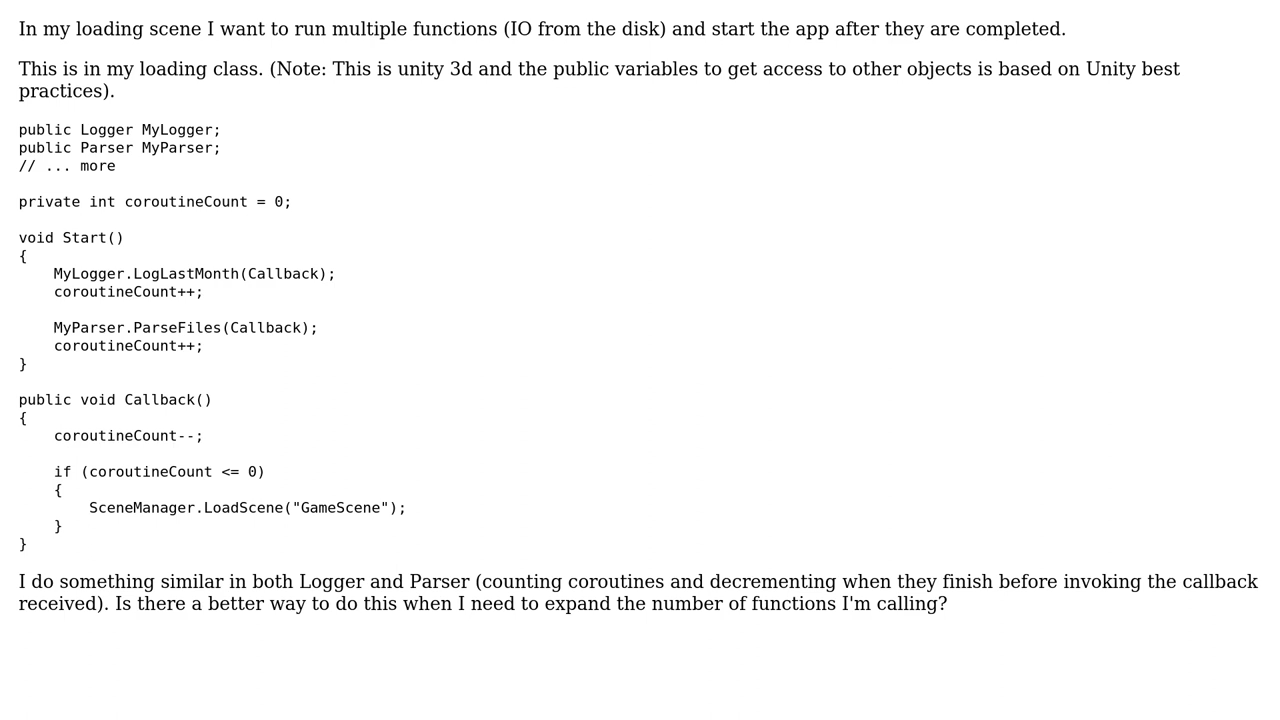 In my loading scene I want to run multiple functions (IO from the disk) and start the app after they are completed.
This is in my loading class. (Note: This is unity 3d and the public variables to get access to other objects is based on Unity best
practices).
public Logger MyLogger;
public Parser MyParser;
// ... more
private int coroutineCount = 0;
void Start()
{
    MyLogger.LogLastMonth(Callback);
    coroutineCount++;
    MyParser.ParseFiles(Callback);
    coroutineCount++;
}
public void Callback()
{
    coroutineCount--;
    if (coroutineCount <= 0)
    {
        SceneManager.LoadScene("GameScene");
    }
}
I do something similar in both Logger and Parser (counting coroutines and decrementing when they finish before invoking the callback
received). Is there a better way to do this when I need to expand the number of functions I'm calling?